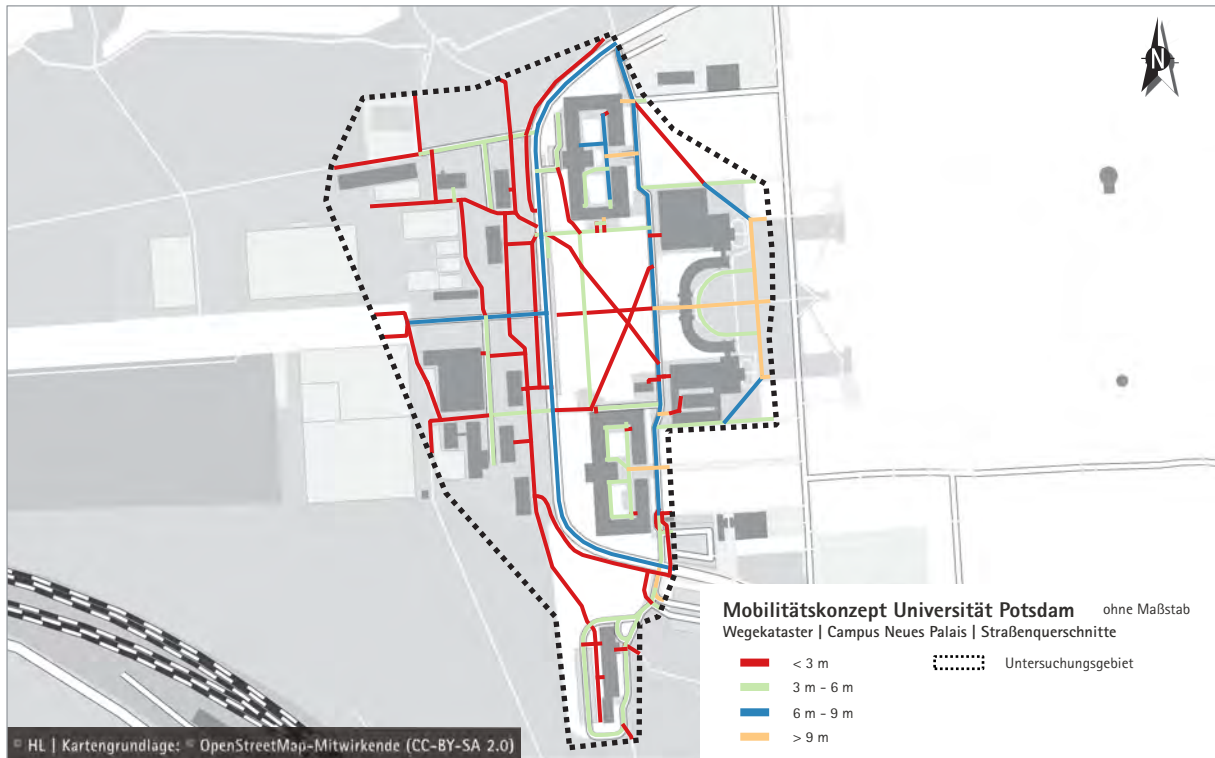 N
Mobilitätskonzept Universität Potsdam ohne Maßstab
Wegekataster | Campus Neues Palais | Straßenquerschnitte
< 3 m
Untersuchungsgebiet
3 m - 6 m
6 m - 9 m
> 9 m
© HL | Kartengrundlage: © OpenStreetMap-Mitwirkende (CC-BY-SA 2.0)